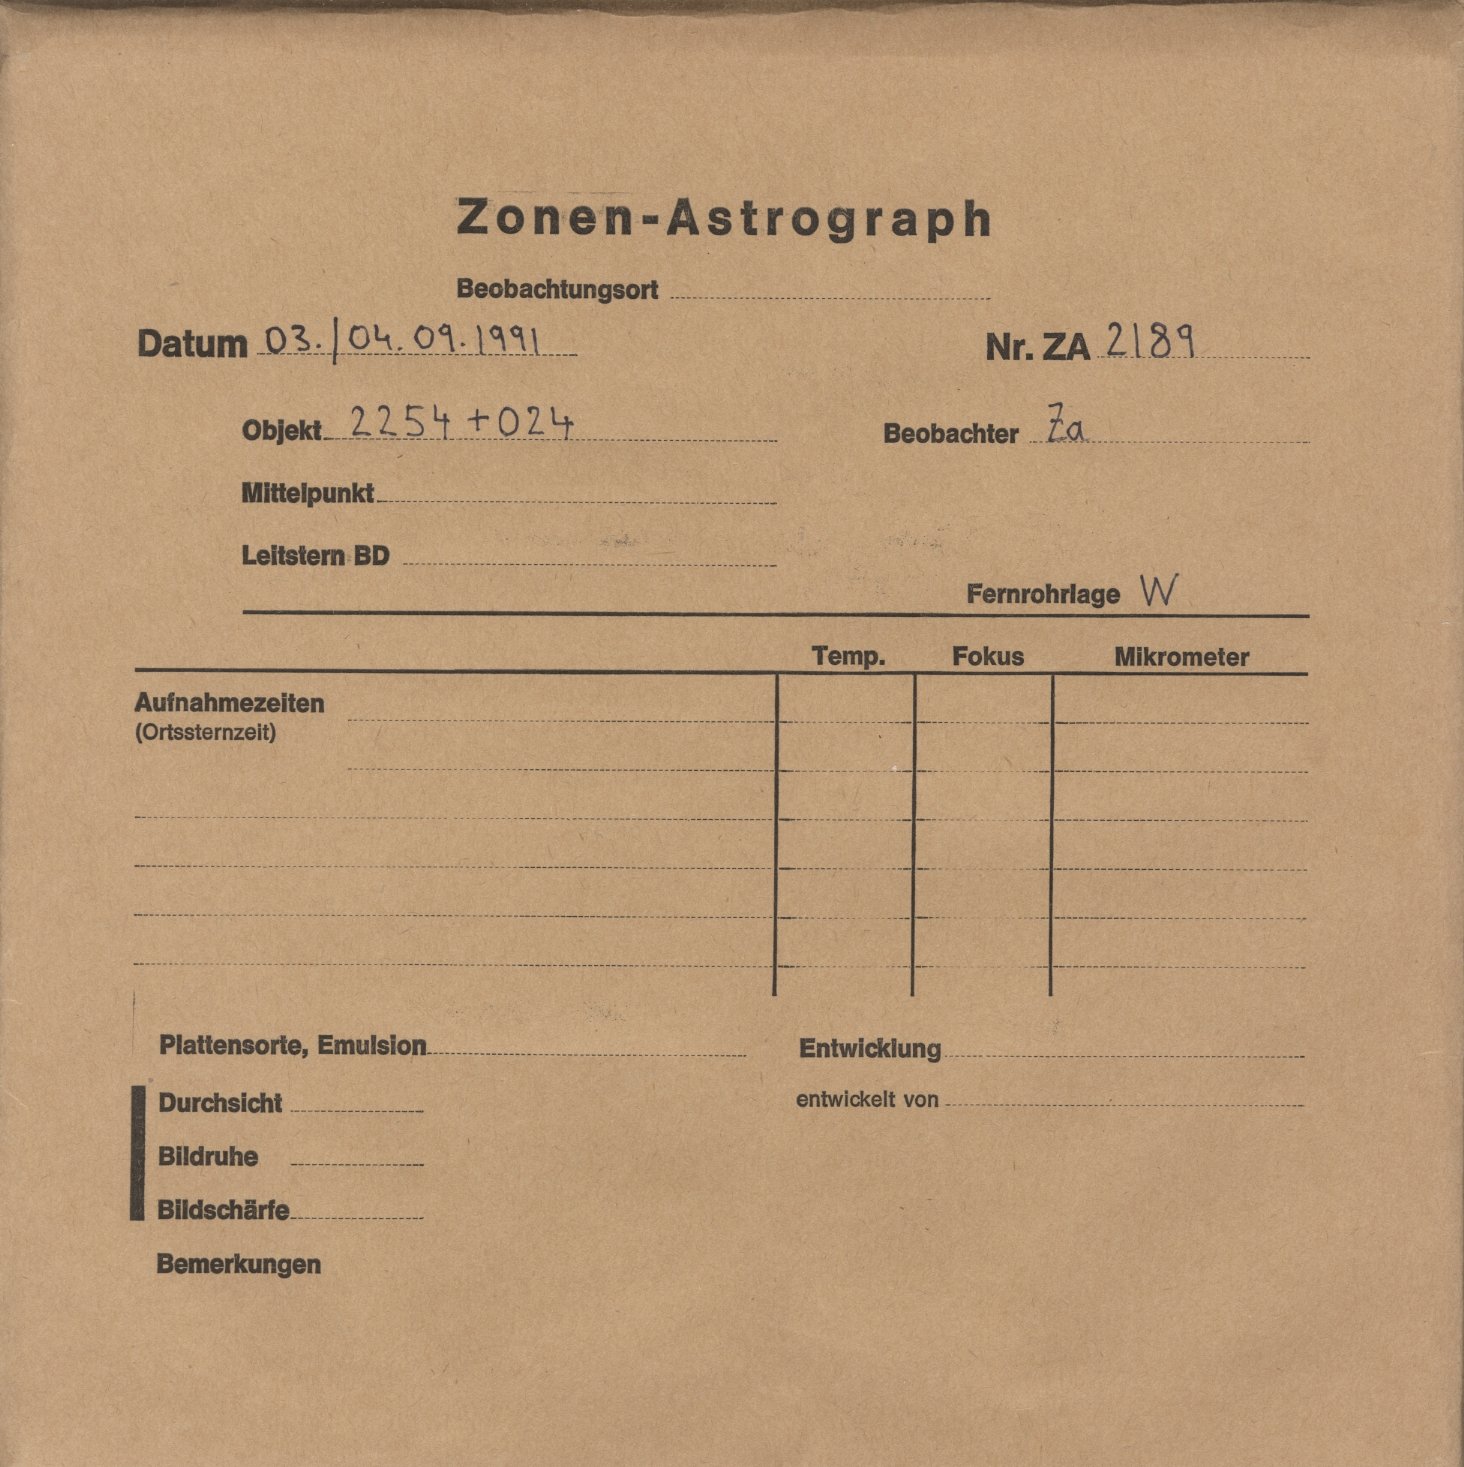 Zonen-Astrograph
Beobachtungsort
Datum 03./04.09.1991 Nr. ZA 2189
Objekt 2254+024 Beobachter Za
Mittelpunkt
Leitstern BD
Fernrohrlage W
Temp. Fokus Mikrometer
Aufnahmezeiten
(Ortssternzeit)
Plattensorte, Emulsion Entwicklung
Durchsicht entwickelt von
Bildruhe
Bildschärfe
Bemerkungen